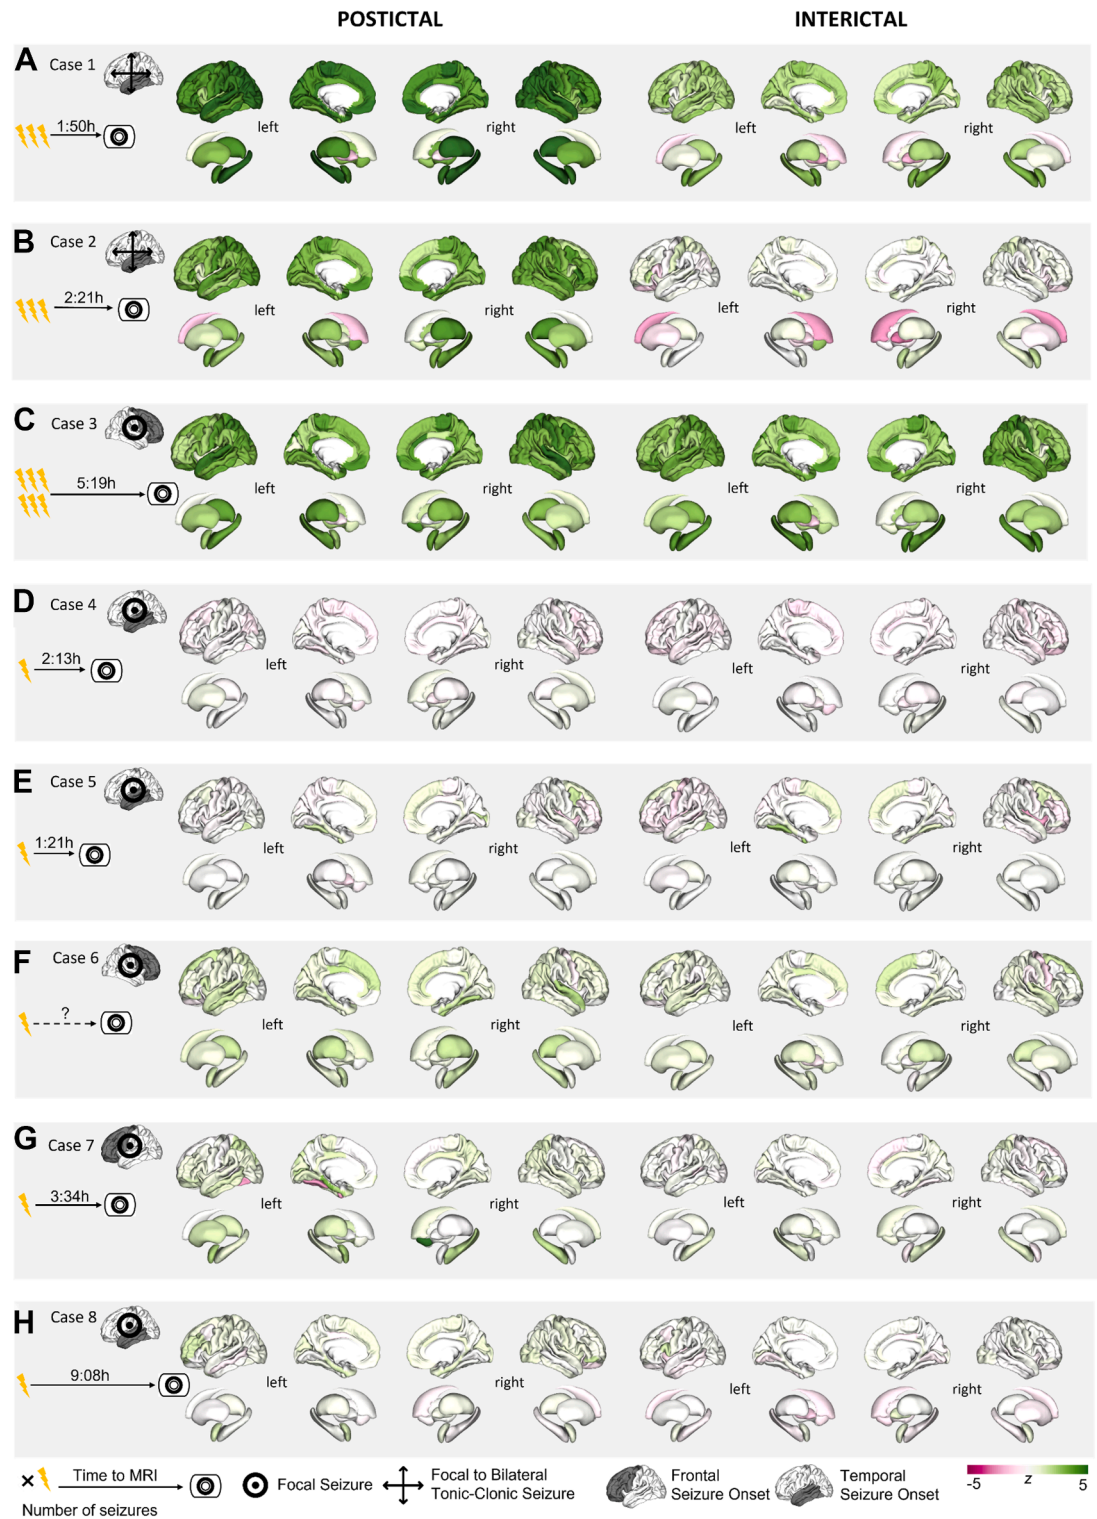 POSTICTAL INTERICTAL
A Case 1
1:50h
left right left right
B Case 2
2:21h
left right left right
C Case 3
5:19h
left right left right
D Case 4
2:13h
left right left right
E Case 5
1:21h
left right left right
F Case 6
?
left right left right
G Case 7
3:34h
left right left right
H Case 8
9:08h
left right left right
× Time to MRI Focal Seizure Focal to Bilateral Frontal Temporal
Tonic-Clonic Seizure Seizure Onset Seizure Onset -5 z 5
Number of seizures